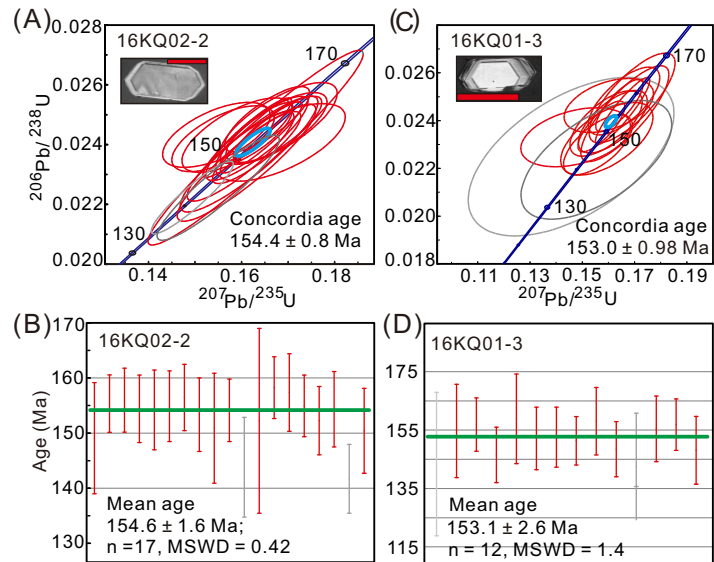 (A)
16KQ02-2
0.028
0.026
0.024
0.022
0.020
206Pb/ 238U
170
150
130
Concordia age
154.4 ± 0.8 Ma
0.14
0.16
0.18
207Pb/235U
(C)
16KQ01-3
0.028
0.026
0.024
0.022
0.020
0.018
170
150
130
Concordia age
153.0 ± 0.98 Ma
0.11
0.13
0.15
0.17
0.19
207Pb/235U
(B)
16KQ02-2
170
160
150
140
130
Age (Ma)
Mean age
154.6 ± 1.6 Ma;
n =17, MSWD = 0.42
(D)
16KQ01-3
175
155
155
145
135
115
Mean age
153.1 ± 2.6 Ma
n = 12, MSWD = 1.4